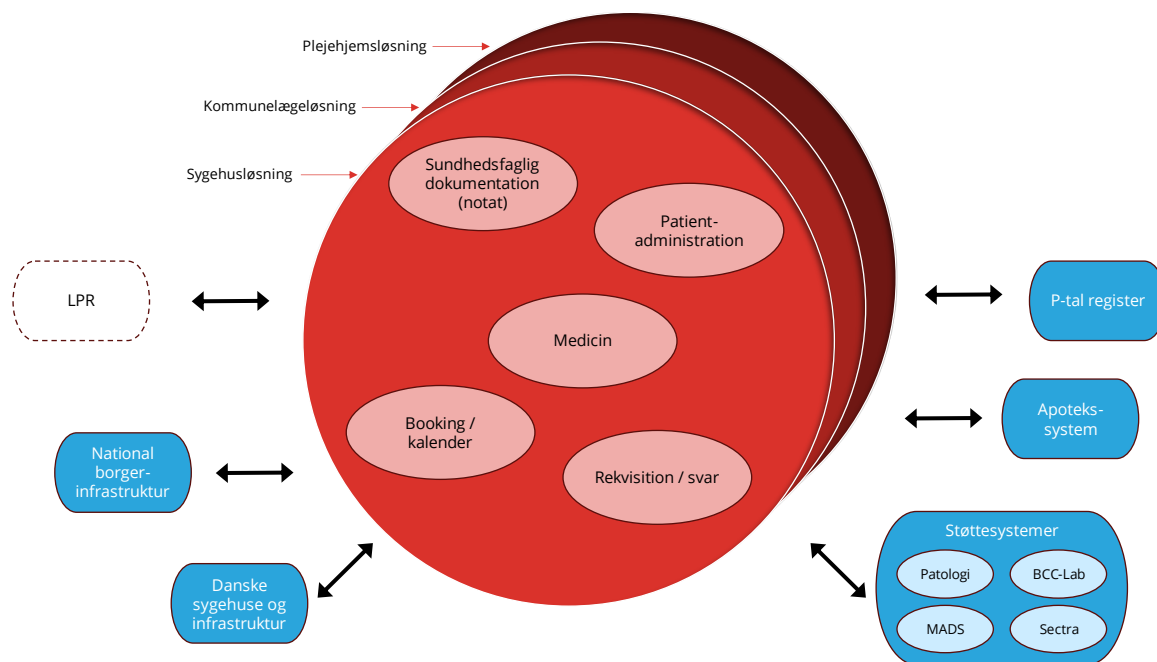 Plejehjemsløsning
Kommunelægeløsning
Sygehusløsning
Sundhedsfaglig
dokumentation
(notat)
Patient-
administration
Medicin
Booking /
kalender
Rekvisition / svar
LPR
National
borger-
infrastruktur
Danske
sygehuse og
infrastruktur
P-tal register
Apoteks-
system
Støttesystemer
Patologi
BCC-Lab
MADS
Sectra